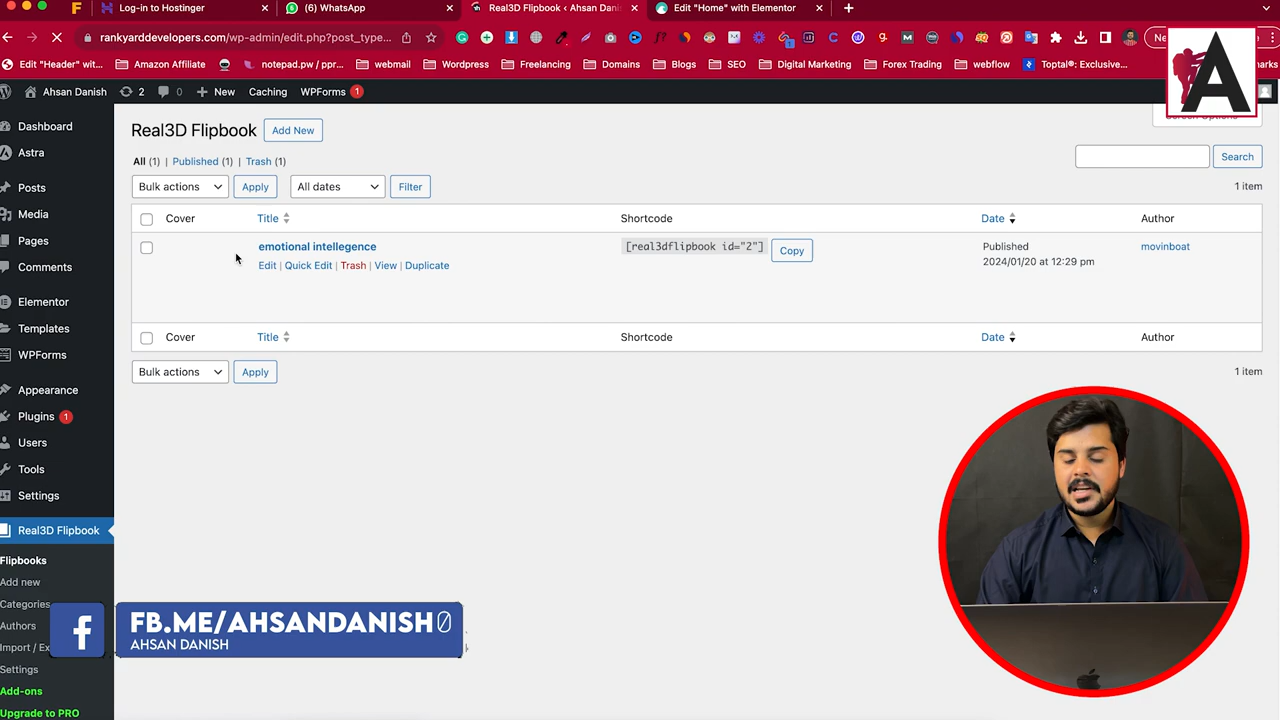 Log-in to Hostinger
(6) WhatsApp
Real3D Flipbook ‹ Ahsan Danis
Edit "Home" with Elementor
rankyarddevelopers.com/wp-admin/edit.php?post_type...
Edit "Header" wit...
Amazon Affiliate
notepad.pw / ppr...
webmail
Wordpress
Freelancing
Domains
Blogs
SEO
Digital Marketing
Forex Trading
webflow
Toptal®: Exclusive...
Ahsan Danish
2
0
New
Caching
WPForms 1
Dashboard
Astra
Posts
Media
Pages
Comments
Elementor
Templates
WPForms
Appearance
Plugins 1
Users
Tools
Settings
Real3D Flipbook
Flipbooks
Add new
Categories
Authors
Import / Ex
Settings
Add-ons
Upgrade to PRO
Real3D Flipbook Add New
All (1) | Published (1) | Trash (1)
Search
Bulk actions Apply All dates Filter
1 item
Cover Title Shortcode Date Author
emotional intellegence [real3dflipbook id="2"] Copy Published movinboat
Edit | Quick Edit | Trash | View | Duplicate 2024/01/20 at 12:29 pm
Cover Title Shortcode Date Author
Bulk actions Apply
1 item
A
f
FB.ME/AHSANDANISH0
AHSAN DANISH